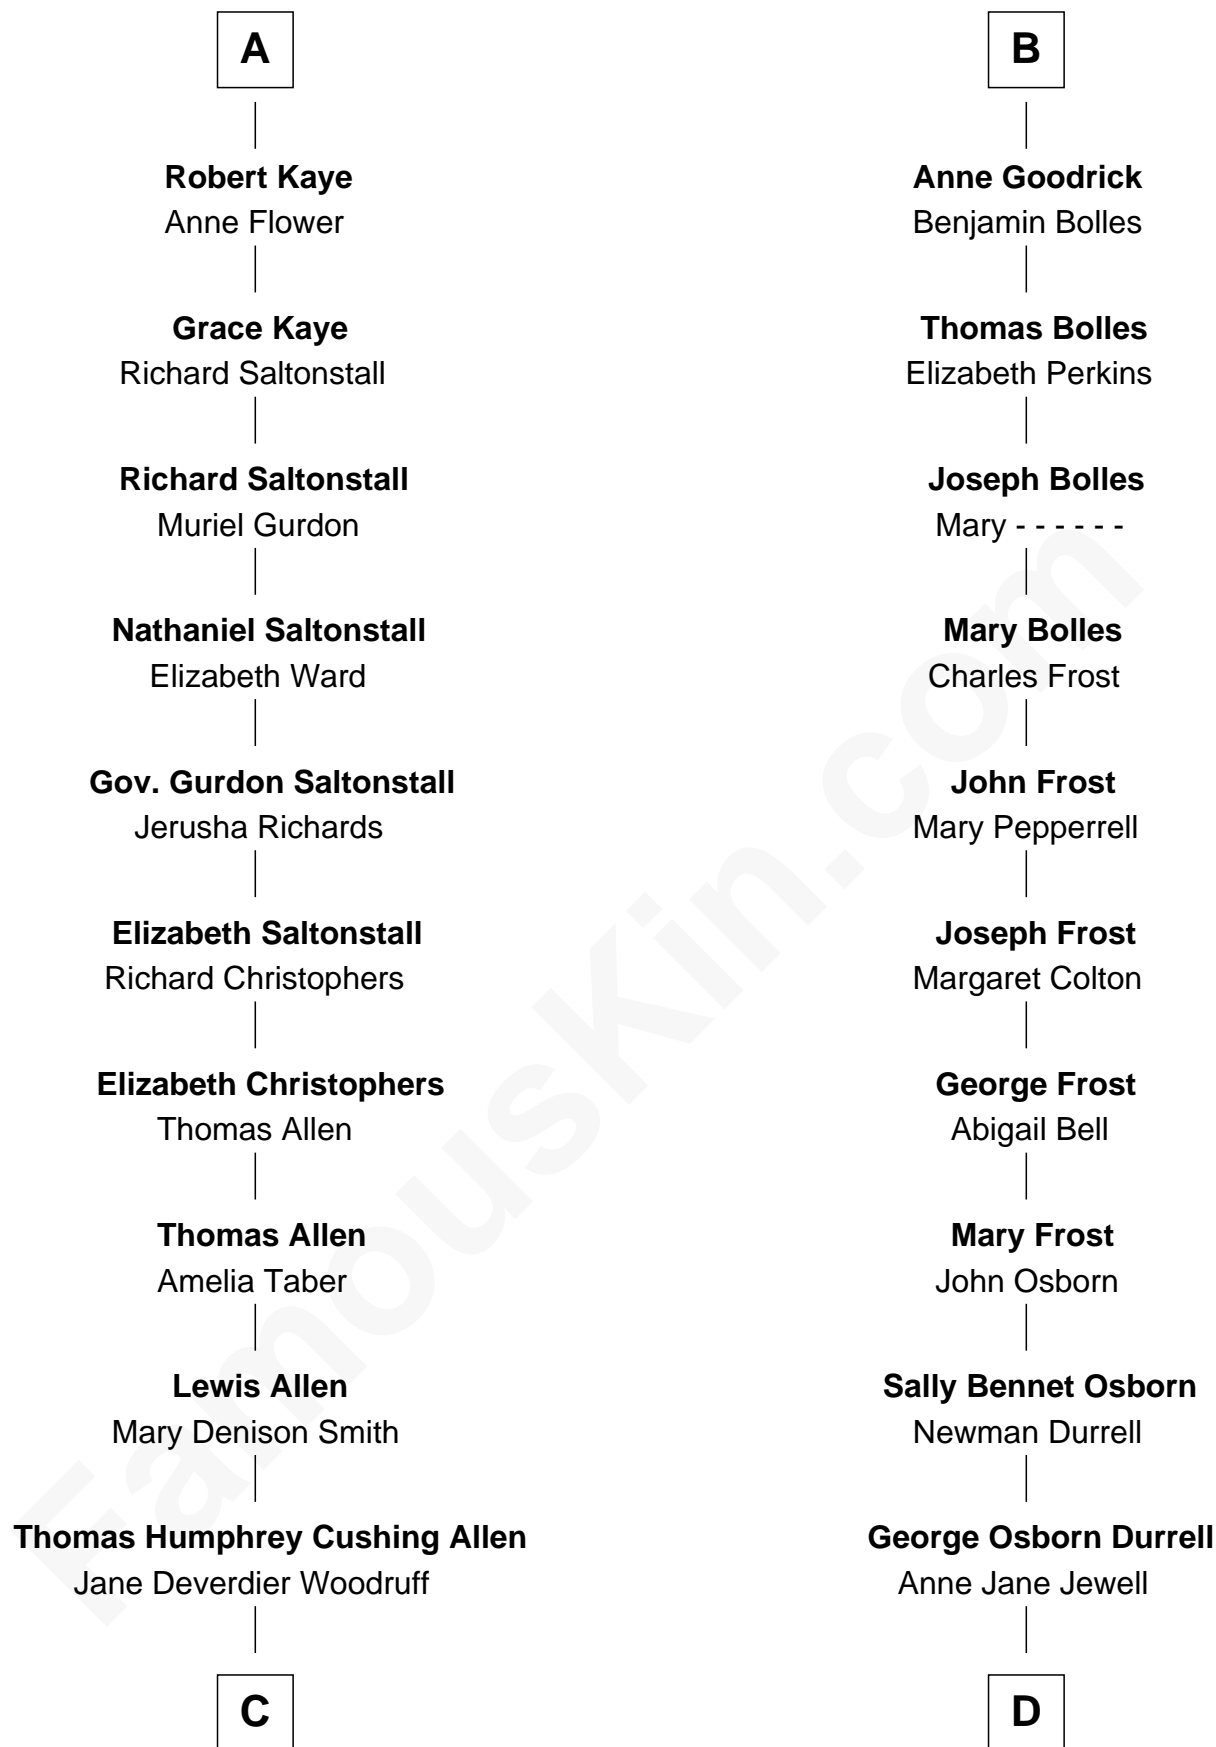 A
Robert Kaye
Anne Flower
Grace Kaye
Richard Saltonstall
Richard Saltonstall
Muriel Gurdon
Nathaniel Saltonstall
Elizabeth Ward
Gov. Gurdon Saltonstall
Jerusha Richards
Elizabeth Saltonstall
Richard Christophers
Elizabeth Christophers
Thomas Allen
Thomas Allen
Amelia Taber
Lewis Allen
Mary Denison Smith
Thomas Humphrey Cushing Allen
Jane Deverdier Woodruff
C
B
Anne Goodrick
Benjamin Bolles
Thomas Bolles
Elizabeth Perkins
Joseph Bolles
Mary - - - - - -
Mary Bolles
Charles Frost
John Frost
Mary Pepperrell
Joseph Frost
Margaret Colton
George Frost
Abigail Bell
Mary Frost
John Osborn
Sally Bennet Osborn
Newman Durrell
George Osborn Durrell
Anne Jane Jewell
D
FamousKin.com